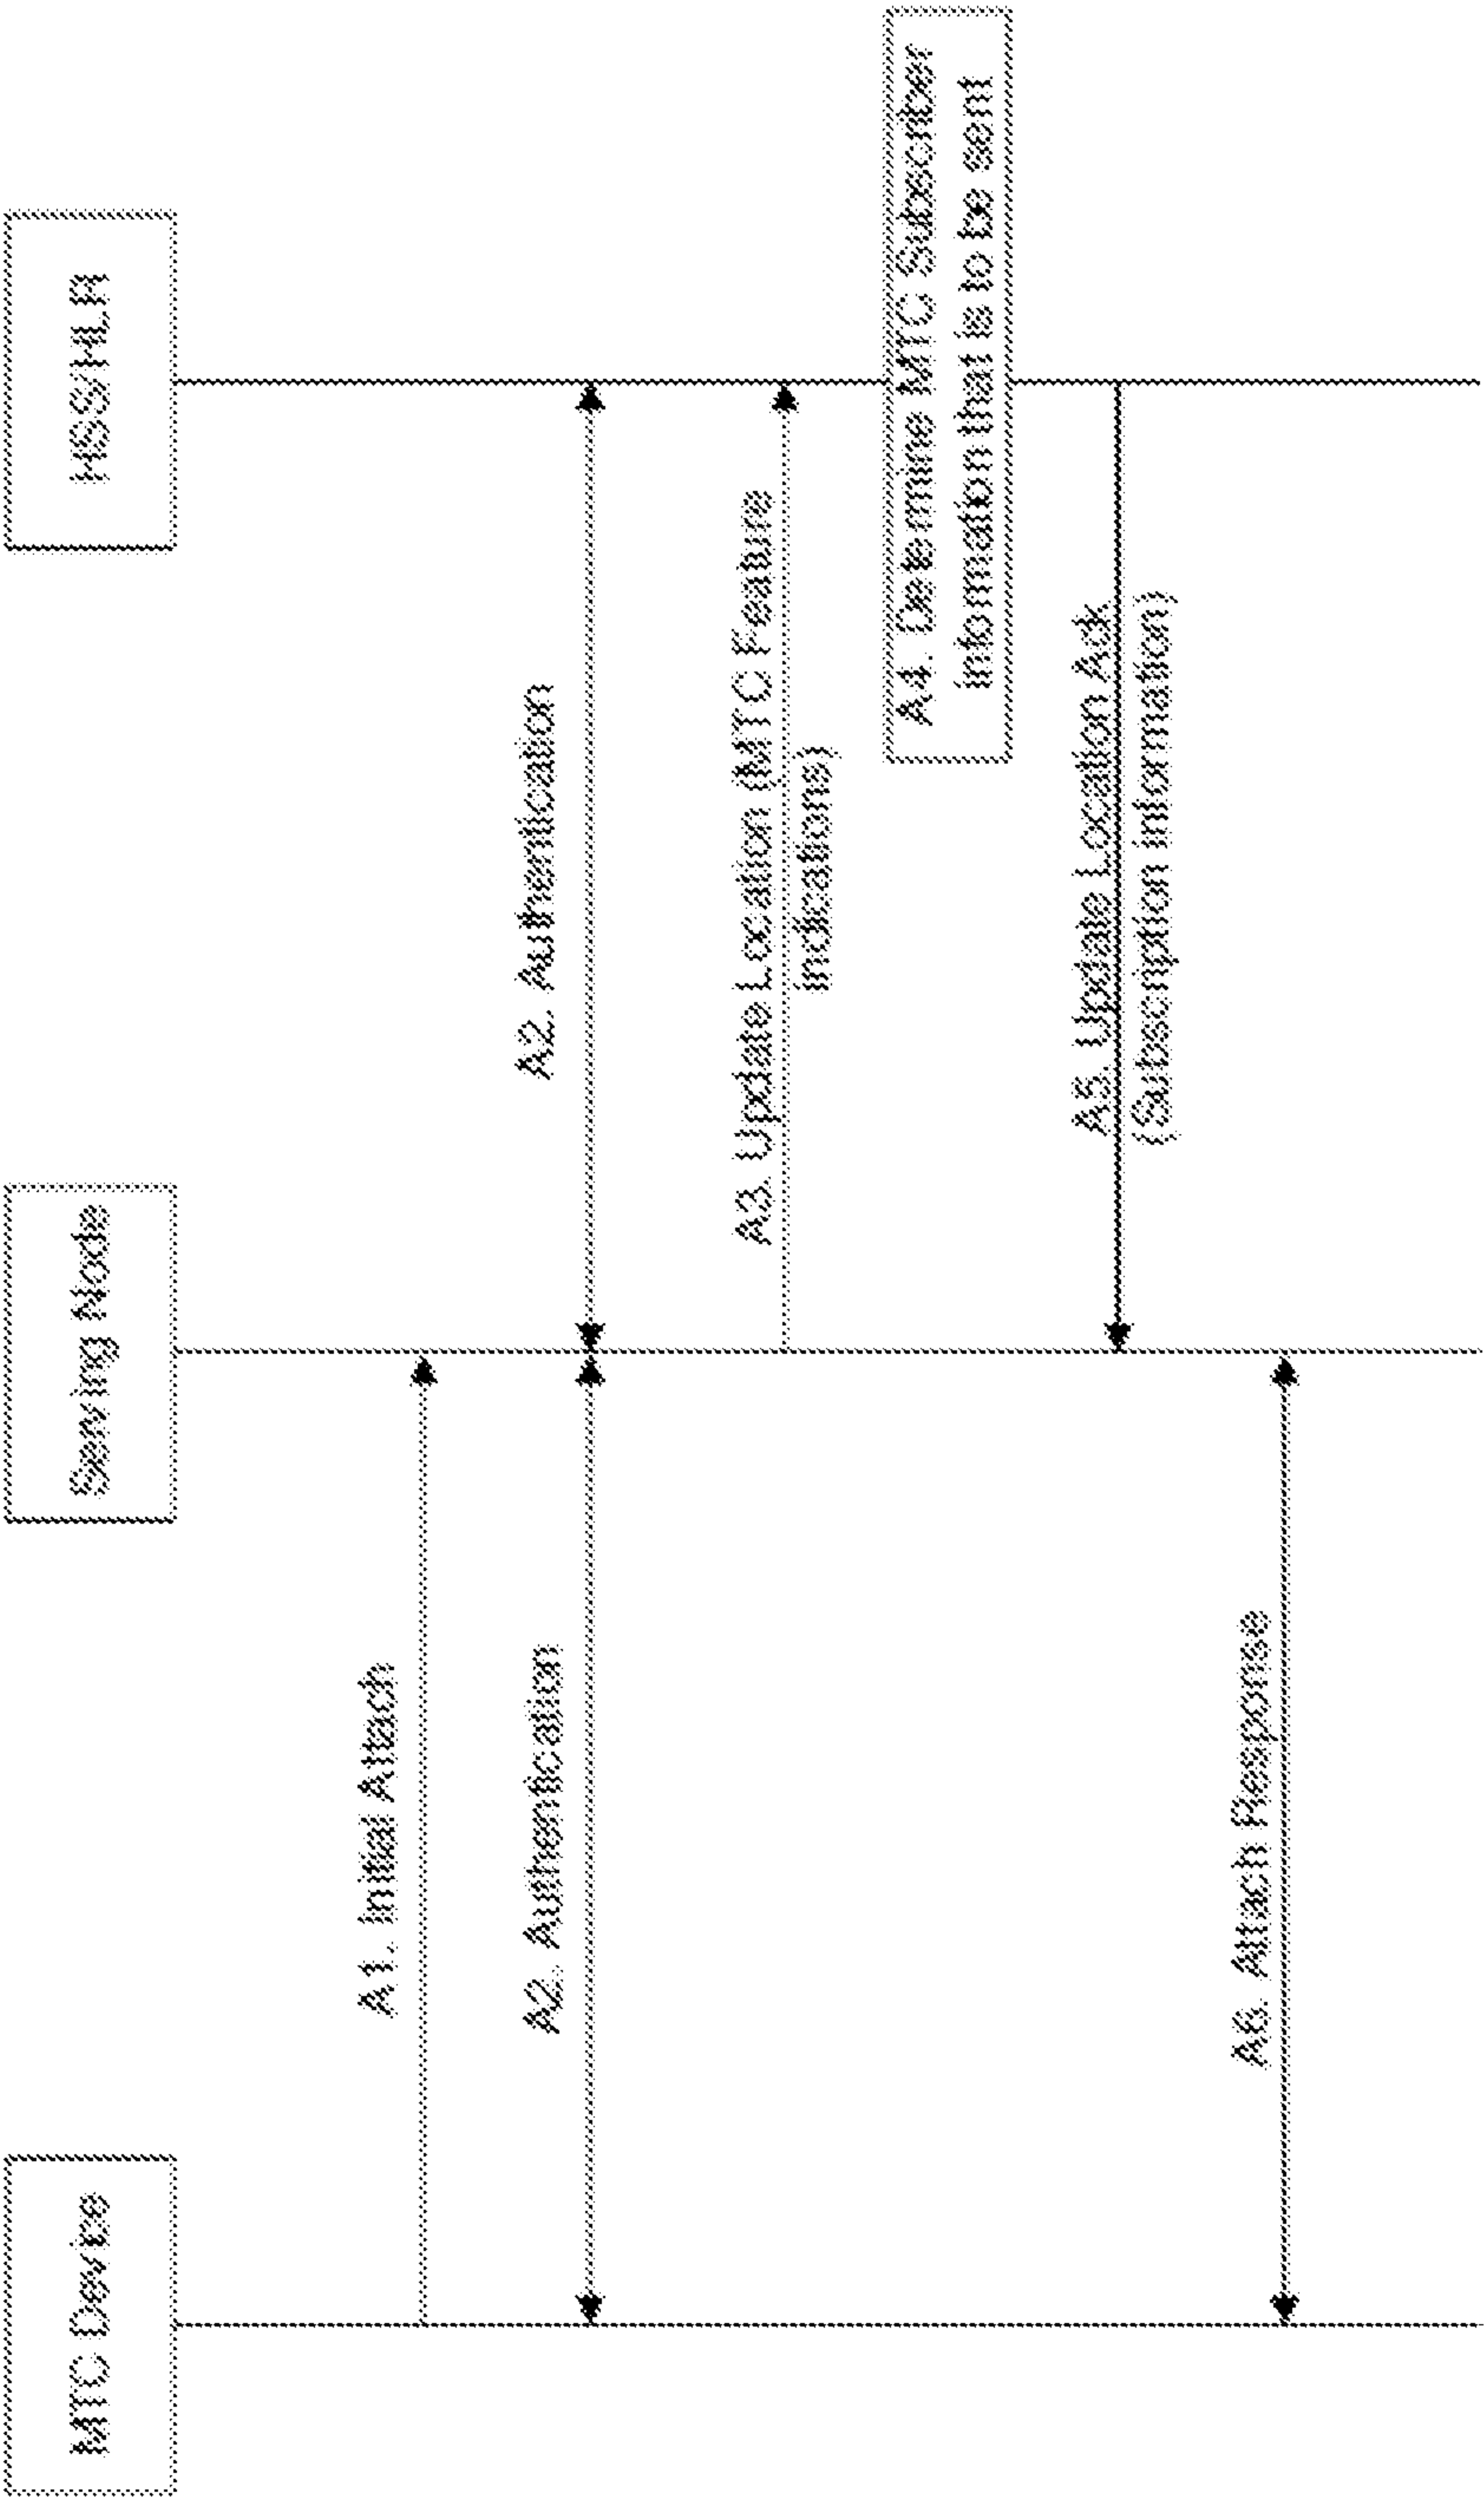 MTC Device
Serving Node
HSS/HLR
A1. Initial Attach
A2. Authentication
A2. Authentication
A3. Update Location (MTC Feature
indications)
A4. Determine MTC Subscription
information that is to be sent
A5. Update Location Ack
(Subscription information)
A6. Attach Response